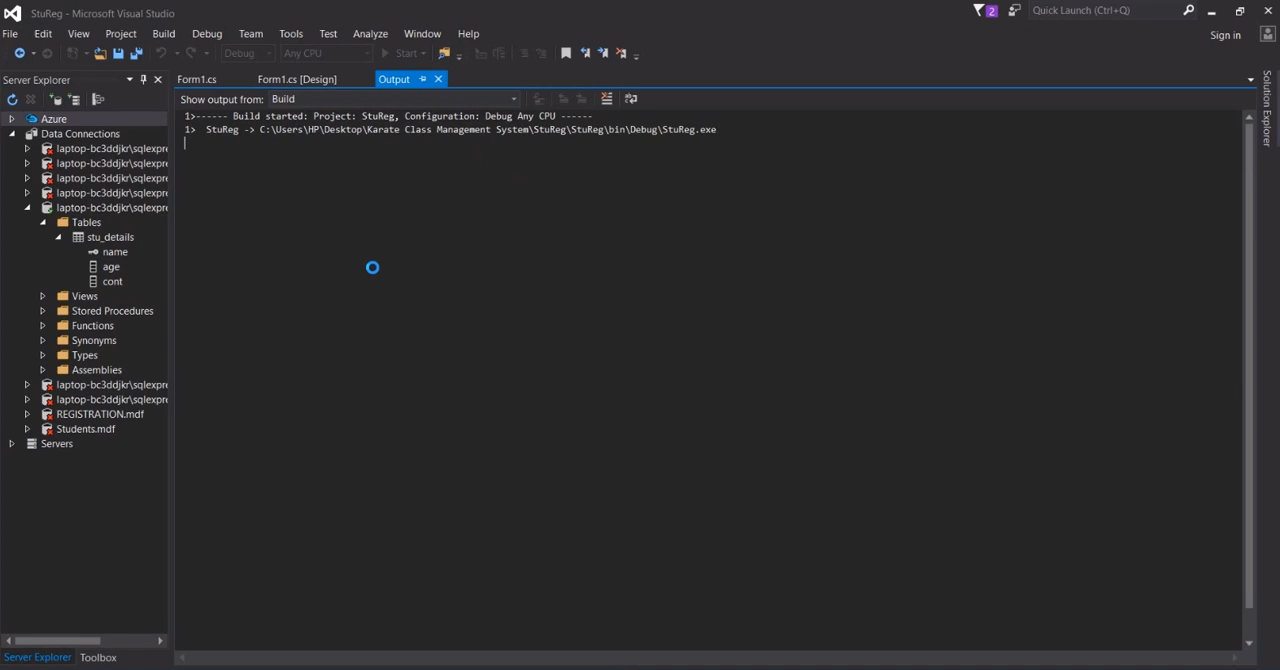 StuReg - Microsoft Visual Studio
2
Quick Launch (Ctrl+Q)
File Edit View Project Build Debug Team Tools Test Analyze Window Help
Sign in
Debug Any CPU Start
Server Explorer
Form1.cs Form1.cs [Design] Output
Show output from: Build
Solution Explorer
1>------ Build started: Project: StuReg, Configuration: Debug Any CPU ------
1> StuReg -> C:\Users\HP\Desktop\Karate Class Management System\StuReg\StuReg\bin\Debug\StuReg.exe
Azure
Data Connections
laptop-bc3ddjkr\sqlexpre
laptop-bc3ddjkr\sqlexpre
laptop-bc3ddjkr\sqlexpre
laptop-bc3ddjkr\sqlexpre
laptop-bc3ddjkr\sqlexpre
Tables
stu_details
name
age
cont
Views
Stored Procedures
Functions
Synonyms
Types
Assemblies
laptop-bc3ddjkr\sqlexpre
laptop-bc3ddjkr\sqlexpre
REGISTRATION.mdf
Students.mdf
Servers
Server Explorer Toolbox